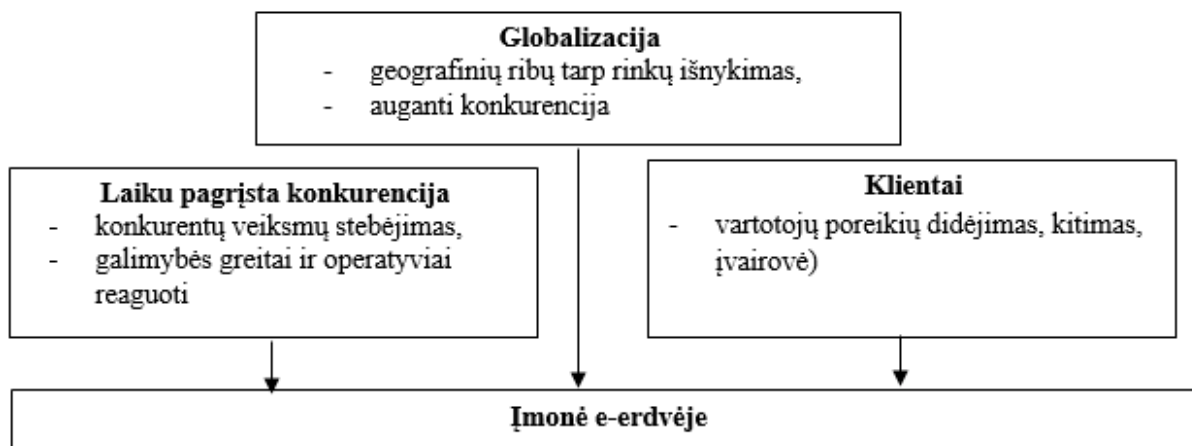 Globalizacija
- geografinių ribų tarp rinkų išnykimas,
- auganti konkurencija
Laiku pagrįsta konkurencija
- konkurentų veiksmų stebėjimas,
- galimybės greitai ir operatyviai
reaguoti
Klientai
- vartotojų poreikių didėjimas, kitimas,
įvairovė)
Įmonė e-erdvėje